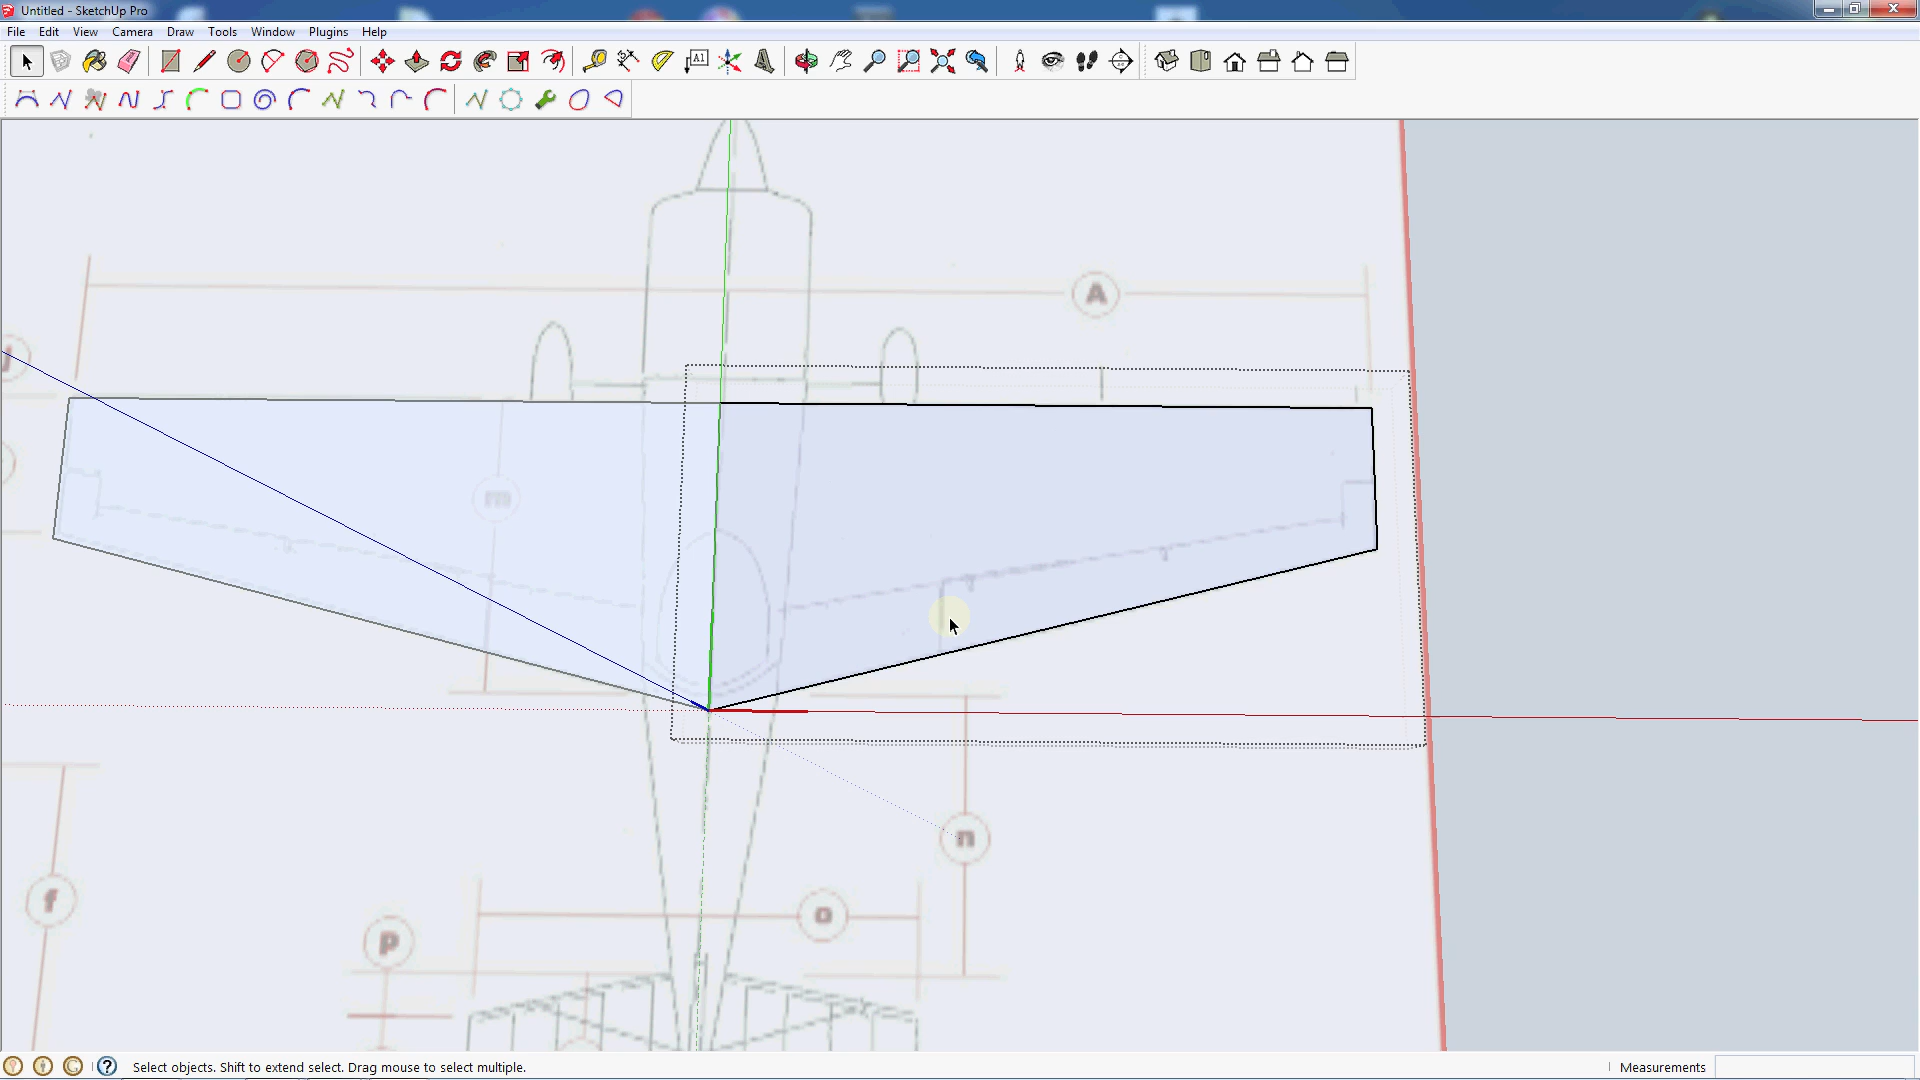 Untitled - SketchUp Pro
File Edit View Camera Draw Tools Window Plugins Help
A1
A
J
m
n
o
f
p
Select objects. Shift to extend select. Drag mouse to select multiple.
Measurements